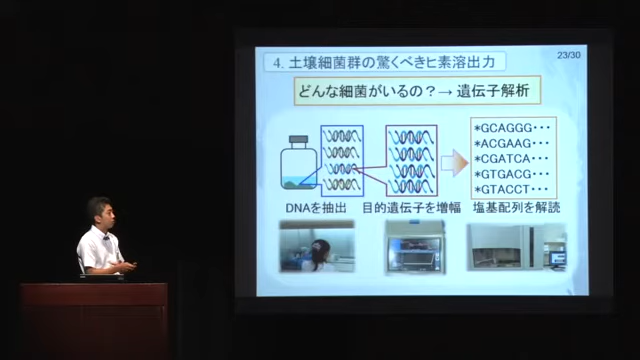 23/30
4. 土壌細菌群の驚くべきヒ素溶出力
どんな細菌がいるの？→ 遺伝子解析
*GCAGGG･･･
*ACGAAG･･･
*CGATCA･･･
*GTGACG･･･
*GTACCT･･･
DNAを抽出 目的遺伝子を増幅 塩基配列を解読